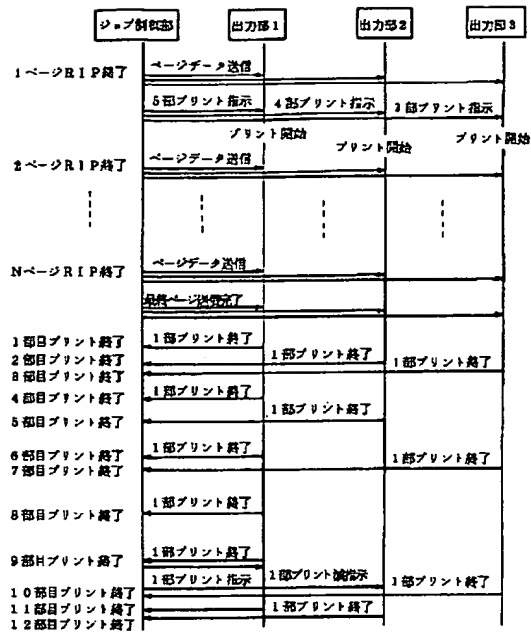 ジョブ制御部 出力部1 出力部2 出力部3
1ページRIP終了 ページデータ送信
5部プリント指示 4部プリント指示 3部プリント指示
プリント開始 プリント開始 プリント開始
2ページRIP終了 ページデータ送信
NページRIP終了 ページデータ送信
最終ページ送信完了
1部目プリント終了 1部プリント終了
2部目プリント終了 1部プリント終了 1部プリント終了
3部目プリント終了
4部目プリント終了 1部プリント終了
5部目プリント終了 1部プリント終了
6部目プリント終了 1部プリント終了 1部プリント終了
7部目プリント終了
8部目プリント終了 1部プリント終了
9部目プリント終了 1部プリント終了
1部プリント指示 1部プリント減指示
10部目プリント終了 1部プリント終了
11部目プリント終了 1部プリント終了
12部目プリント終了